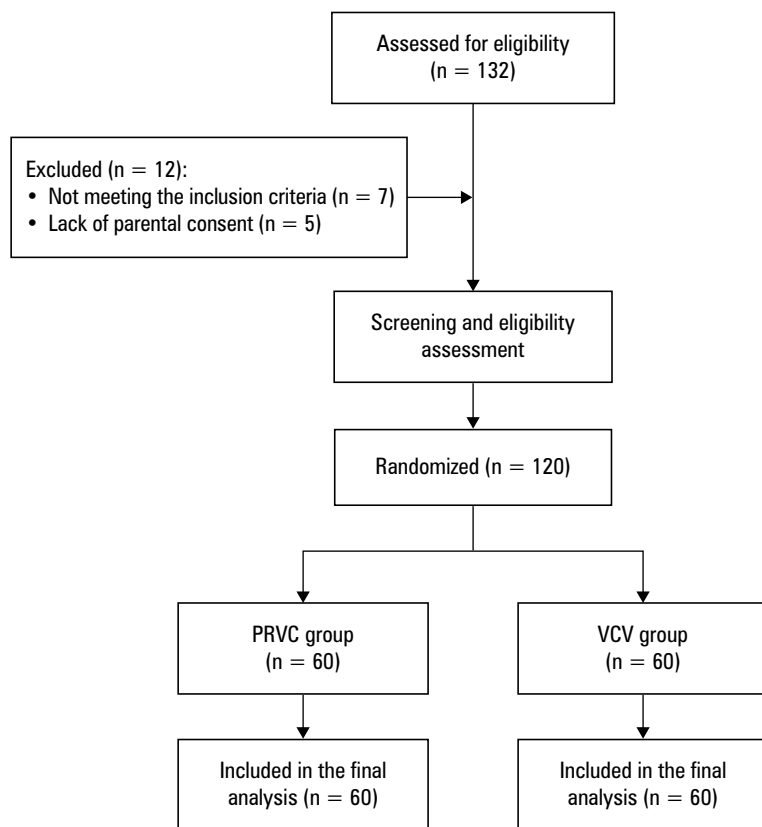 Assessed for eligibility
(n = 132)
Excluded (n = 12):
• Not meeting the inclusion criteria (n = 7)
• Lack of parental consent (n = 5)
Screening and eligibility
assessment
Randomized (n = 120)
PRVC group
(n = 60)
VCV group
(n = 60)
Included in the final
analysis (n = 60)
Included in the final
analysis (n = 60)